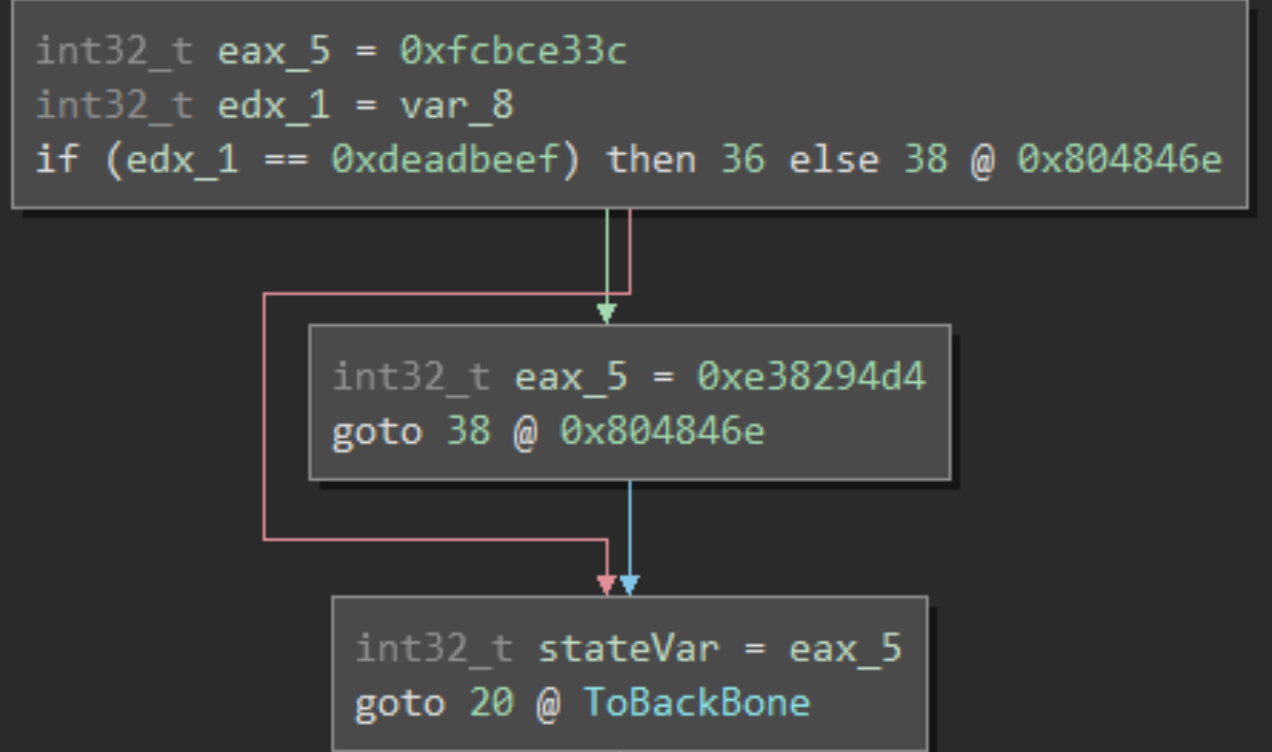 int32_t eax_5 = 0xfcbce33c
int32_t edx_1 = var_8
if (edx_1 == 0xdeadbeef) then 36 else 38 @ 0x804846e
int32_t eax_5 = 0xe38294d4
goto 38 @ 0x804846e
int32_t stateVar = eax_5
goto 20 @ ToBackBone